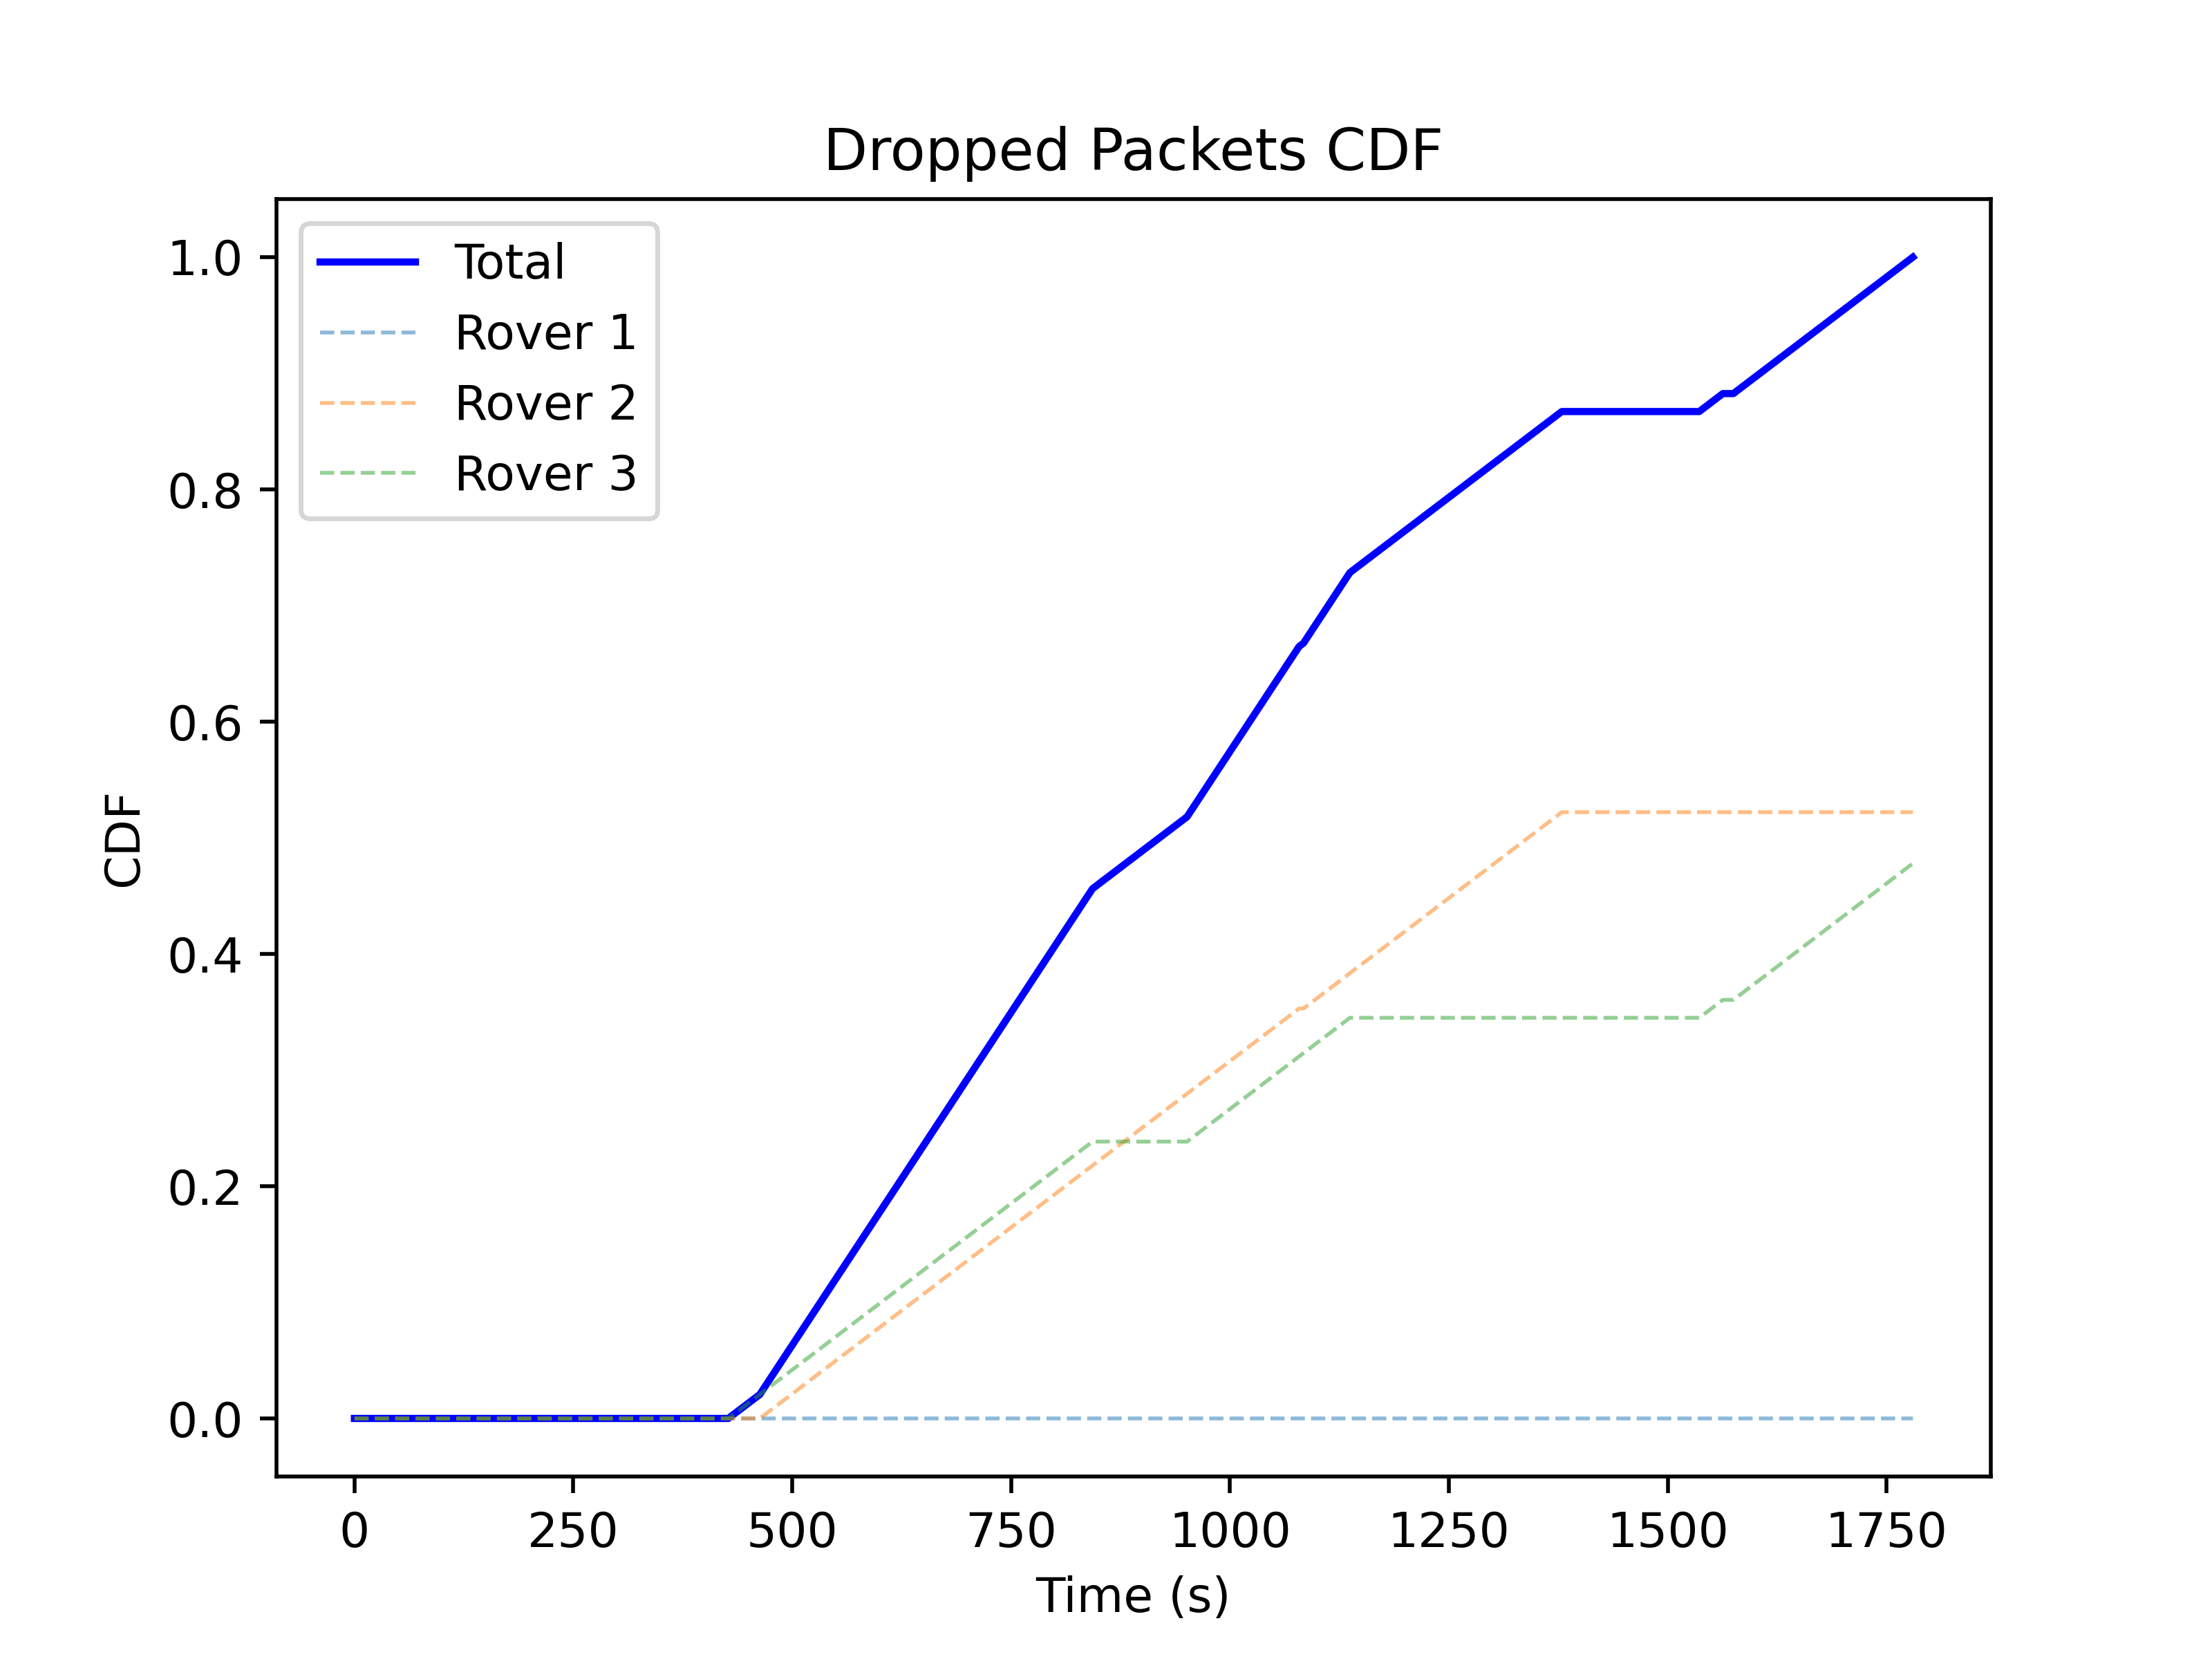 Dropped Packets CDF
Total
Rover 1
Rover 2
Rover 3
1.0
0.8
0.6
0.4
0.2
0.0
CDF
0 250 500 750 1000 1250 1500 1750
Time (s)